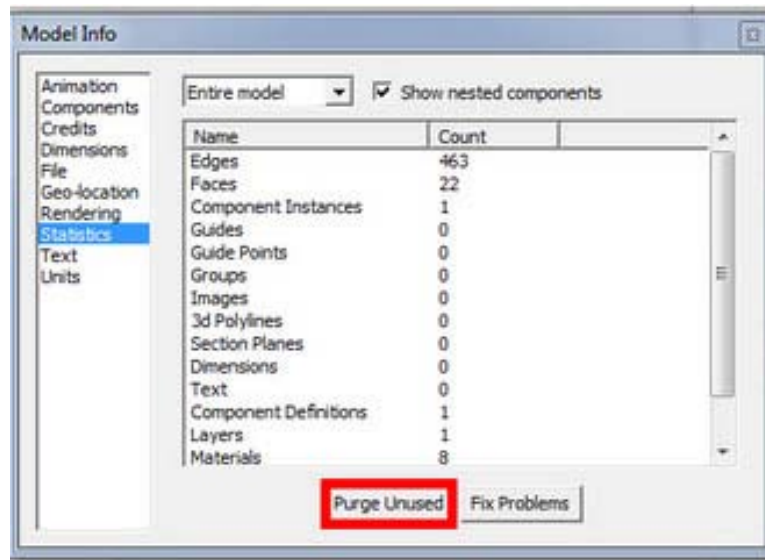 Model Info
Animation
Components
Credits
Dimensions
File
Geo-location
Rendering
Statistics
Text
Units
Entire model
Show nested components
Name Count
Edges 463
Faces 22
Component Instances 1
Guides 0
Guide Points 0
Groups 0
Images 0
3d Polylines 0
Section Planes 0
Dimensions 0
Text 0
Component Definitions 1
Layers 1
Materials 8
Purge Unused Fix Problems